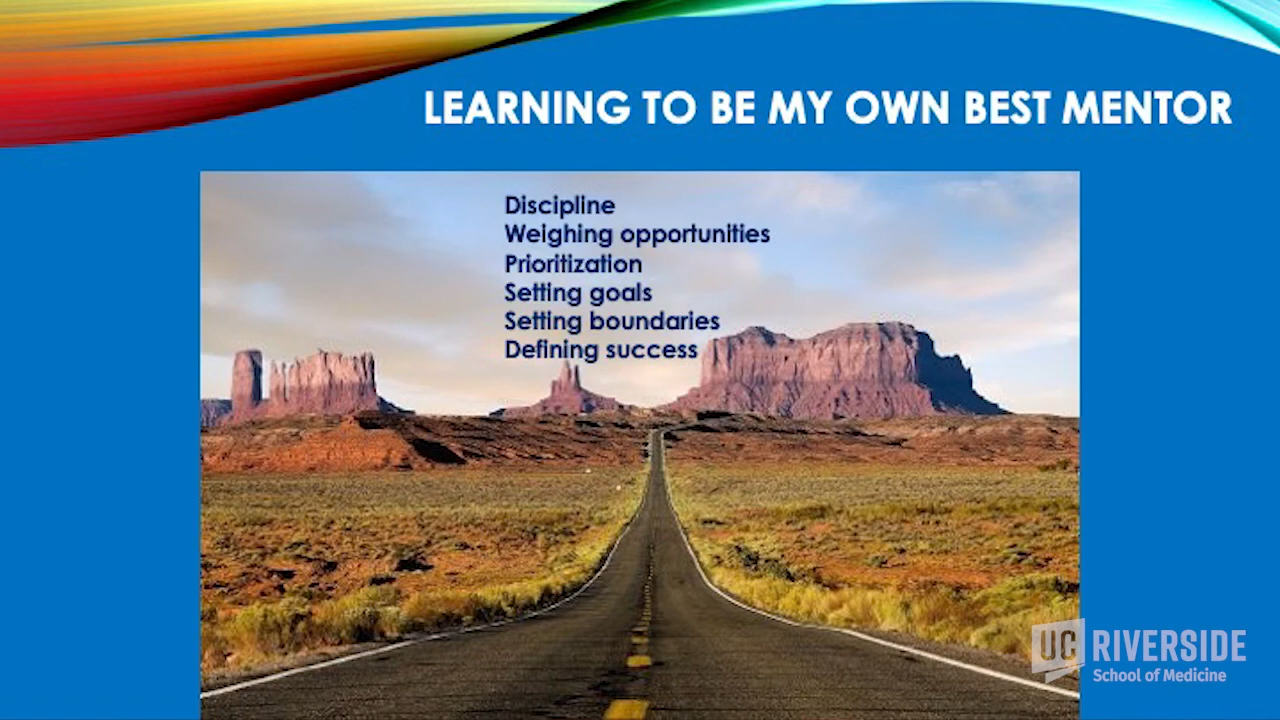 LEARNING TO BE MY OWN BEST MENTOR
Discipline
Weighing opportunities
Prioritization
Setting goals
Setting boundaries
Defining success
UC RIVERSIDE
School of Medicine